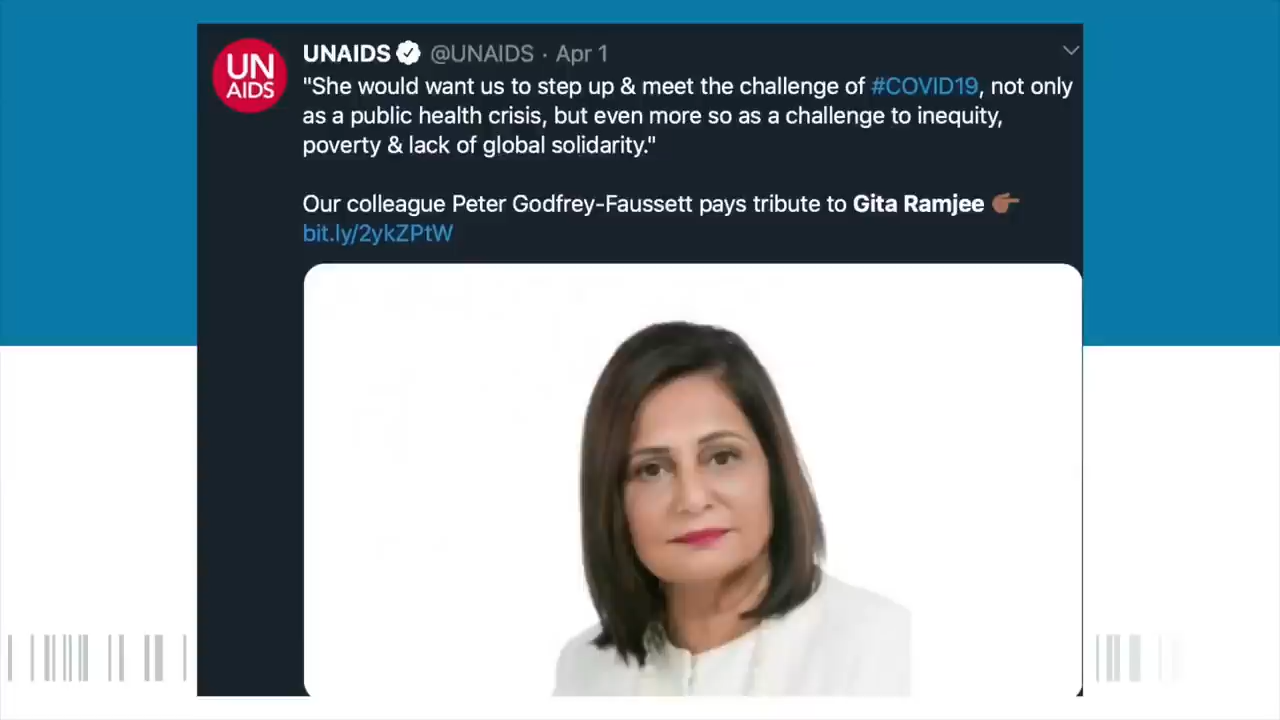 UN
AIDS
UNAIDS @UNAIDS · Apr 1
"She would want us to step up & meet the challenge of #COVID19, not only
as a public health crisis, but even more so as a challenge to inequity,
poverty & lack of global solidarity."
Our colleague Peter Godfrey-Faussett pays tribute to Gita Ramjee 👉🏾
bit.ly/2ykZPtW